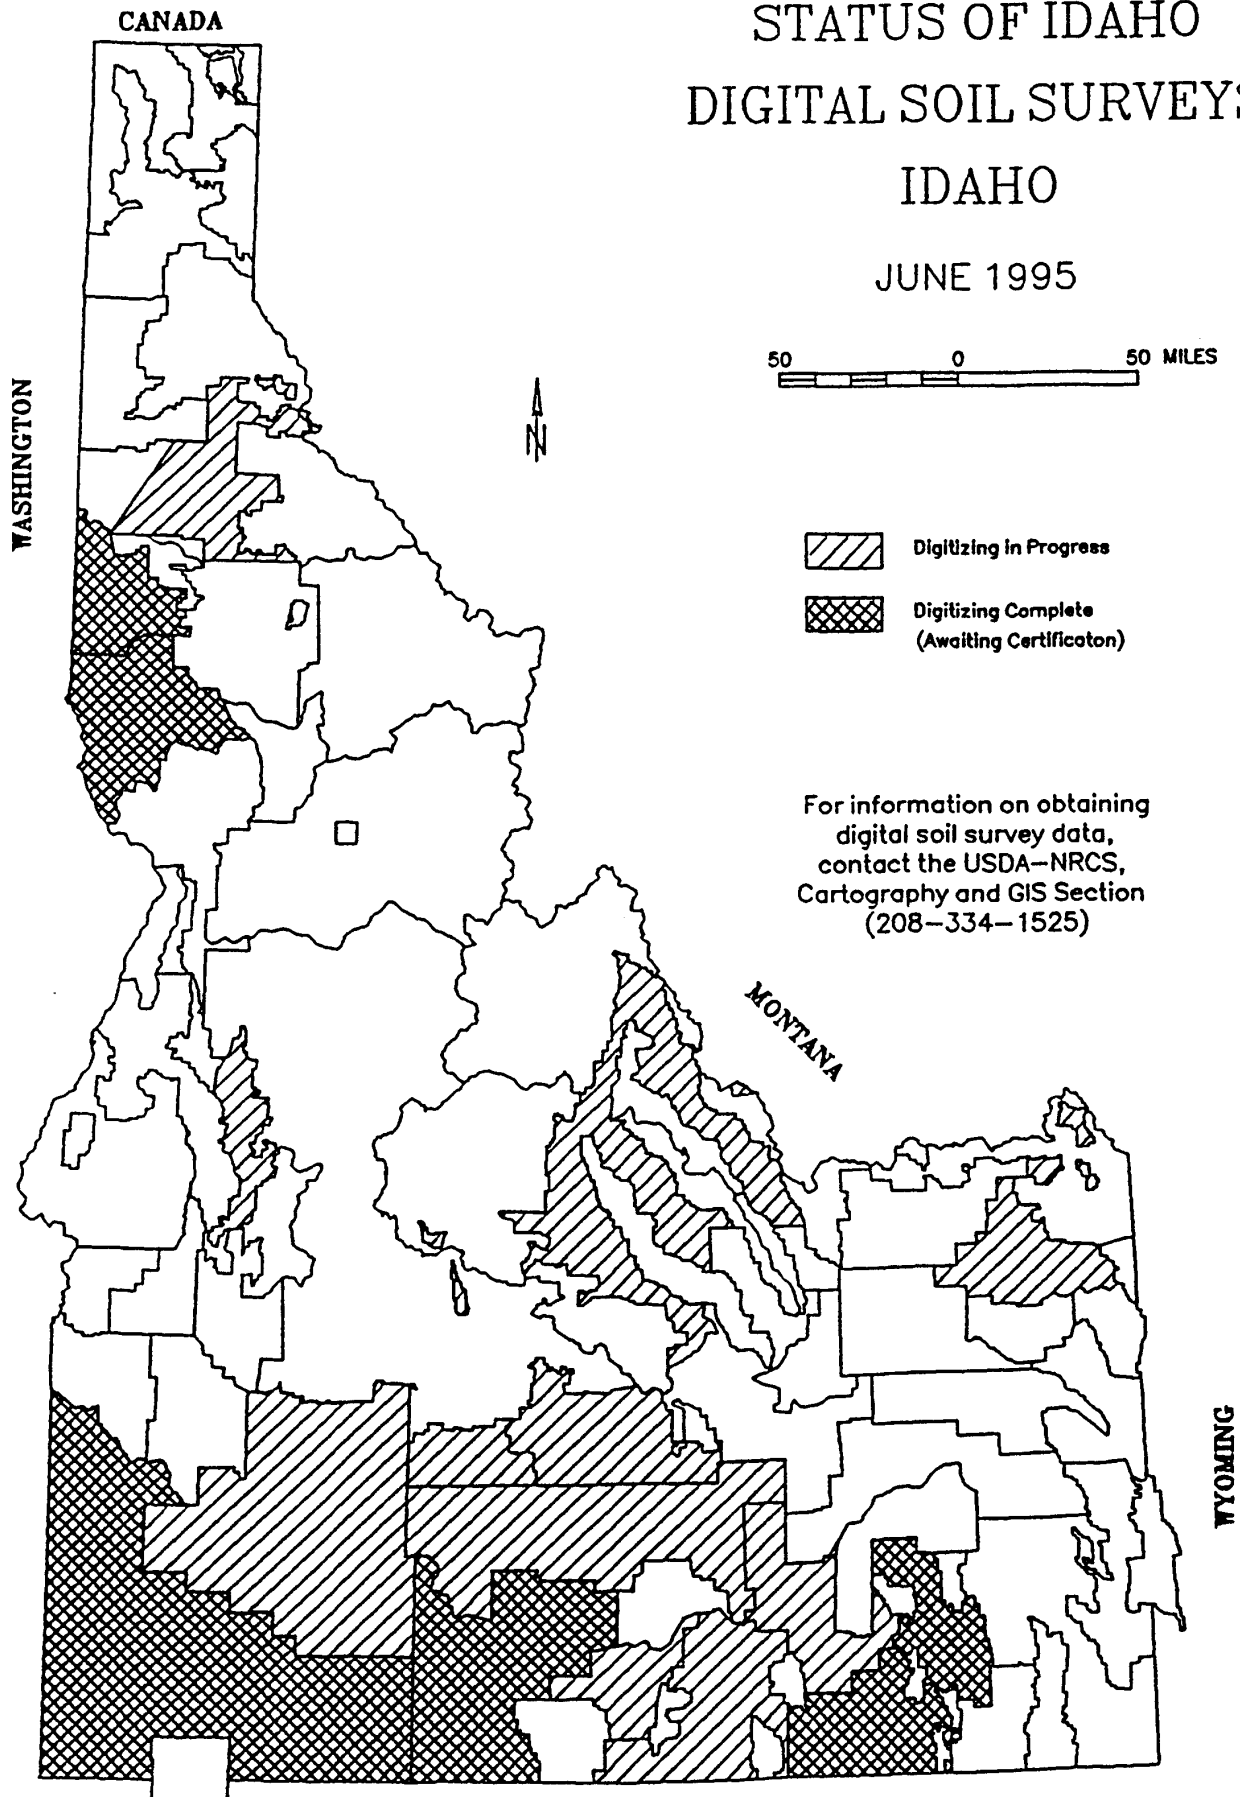 CANADA
STATUS OF IDAHO
DIGITAL SOIL SURVEYS
IDAHO
JUNE 1995
50 0 50 MILES
WASHINGTON
N
Digitizing in Progress
Digitizing Complete
(Awaiting Certificaton)
For information on obtaining
digital soil survey data,
contact the USDA-NRCS,
Cartography and GIS Section
(208-334-1525)
MONTANA
WYOMING